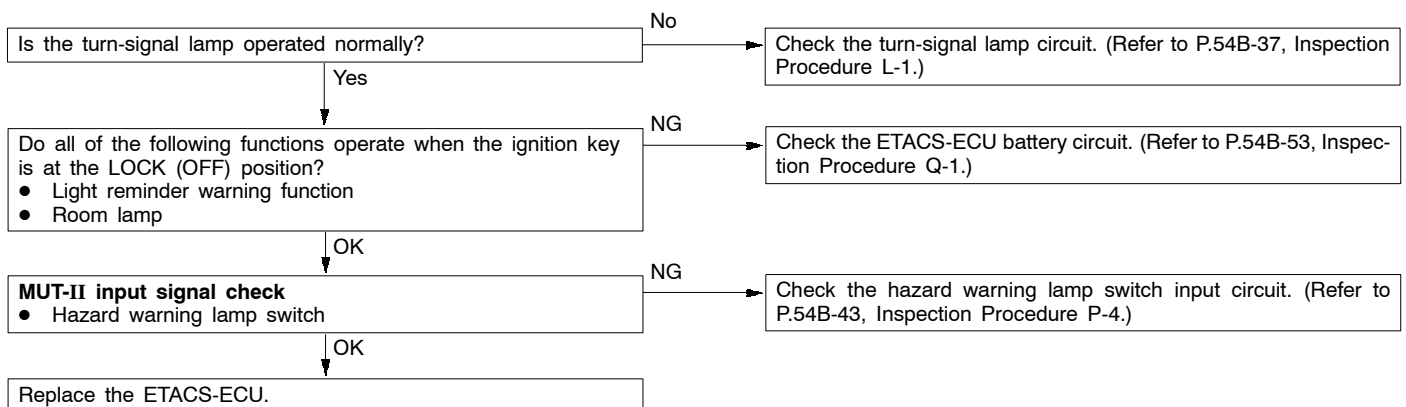 No
Is the turn-signal lamp operated normally?
Check the turn-signal lamp circuit. (Refer to P.54B-37, Inspection
Procedure L-1.)
Yes
NG
Do all of the following functions operate when the ignition key
is at the LOCK (OFF) position?
● Light reminder warning function
● Room lamp
Check the ETACS-ECU battery circuit. (Refer to P.54B-53, Inspec-
tion Procedure Q-1.)
OK
NG
MUT-II input signal check
● Hazard warning lamp switch
Check the hazard warning lamp switch input circuit. (Refer to
P.54B-43, Inspection Procedure P-4.)
OK
Replace the ETACS-ECU.